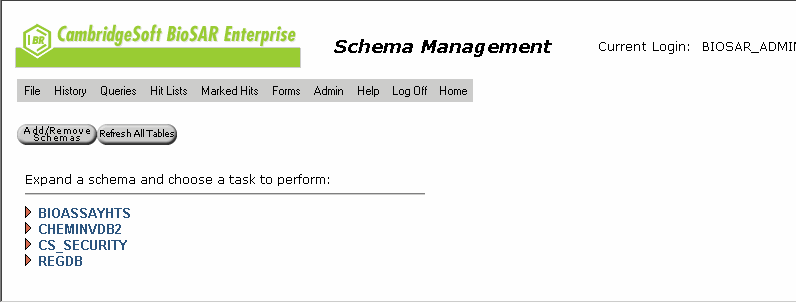 BR CambridgeSoft BioSAR Enterprise
Schema Management
Current Login: BIOSAR_ADMIN
File History Queries Hit Lists Marked Hits Forms Admin Help Log Off Home
Add/Remove
Schemas
Refresh All Tables
Expand a schema and choose a task to perform:
BIOASSAYHTS
CHEMINVDB2
CS_SECURITY
REGDB